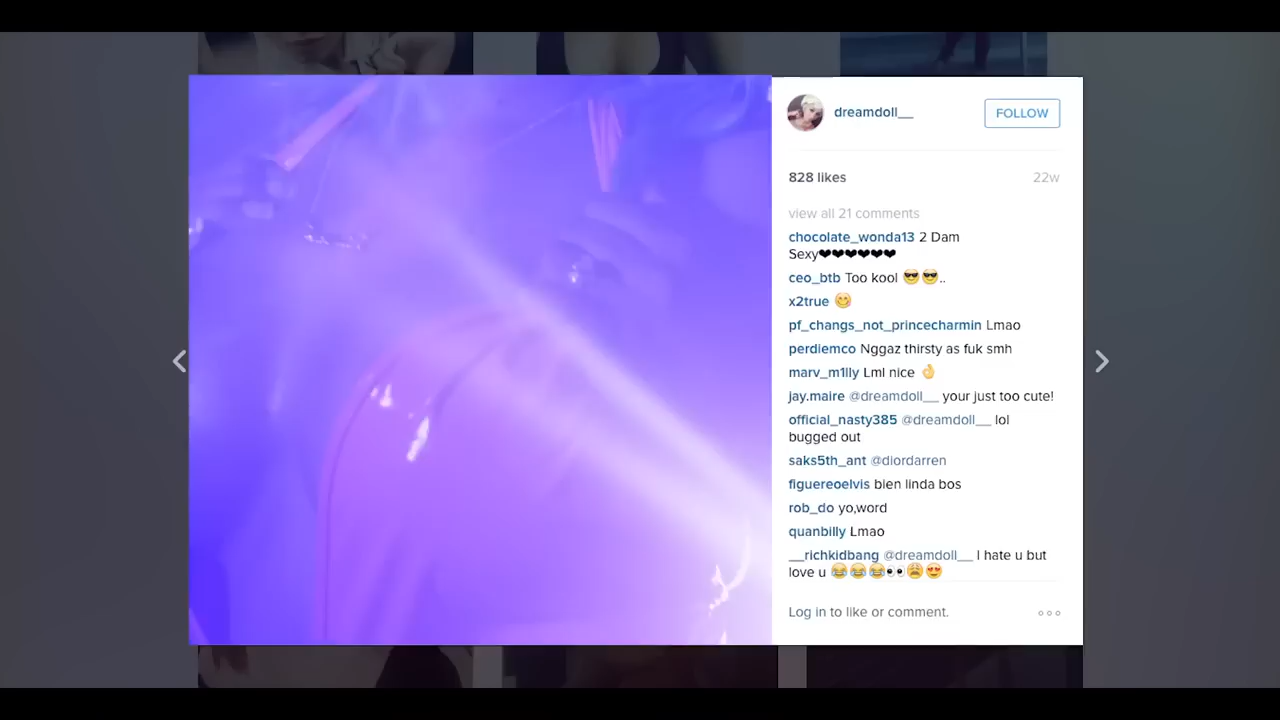 dreamdoll__
FOLLOW
828 likes
22w
view all 21 comments
chocolate_wonda13 2 Dam
Sexy❤❤❤❤❤❤
ceo_btb Too kool 😎😎..
x2true 😋
pf_changs_not_princecharmin Lmao
perdiemco Nggaz thirsty as fuk smh
marv_m1lly Lml nice 👌
jay.maire @dreamdoll__ your just too cute!
official_nasty385 @dreamdoll__ lol
bugged out
saks5th_ant @diordarren
figuereoelvis bien linda bos
rob_do yo,word
quanbilly Lmao
__richkidbang @dreamdoll__ I hate u but
love u 😂😂😂👀😩😍
Log in to like or comment.